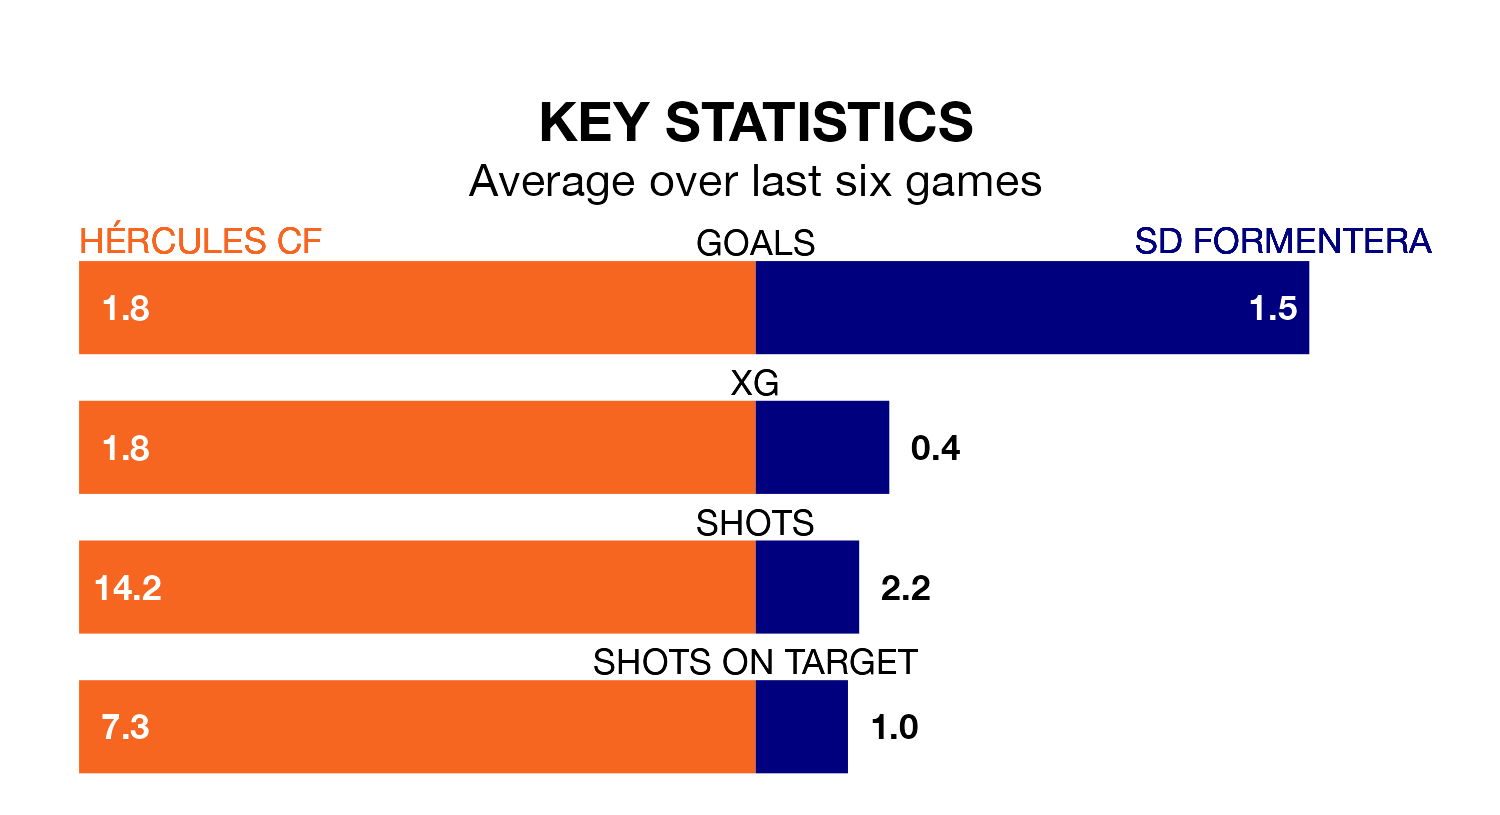 KEY STATISTICS
Average over last six games
HÉRCULES CF GOALS SD FORMENTERA
1.8 1.5
XG
1.8 0.4
SHOTS
14.2 2.2
SHOTS ON TARGET
7.3 1.0